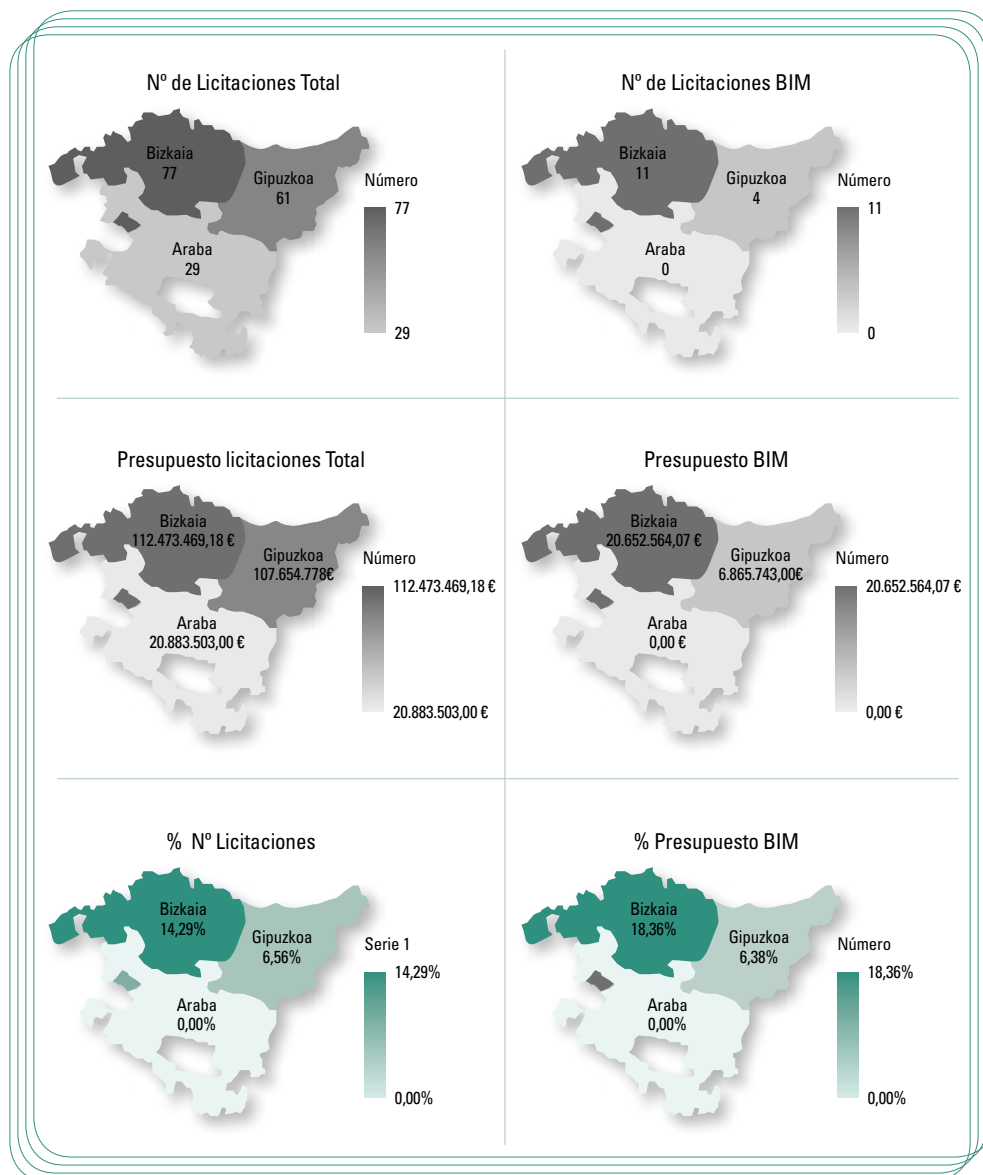 Nº de Licitaciones Total
Bizkaia
77
Gipuzkoa
61
Araba
29
Número
77
29
Nº de Licitaciones BIM
Bizkaia
11
Gipuzkoa
4
Araba
0
Número
11
0
Presupuesto licitaciones Total
Bizkaia
112.473.469,18 €
Gipuzkoa
107.654.778€
Araba
20.883.503,00 €
Número
112.473.469,18 €
20.883.503,00 €
Presupuesto BIM
Bizkaia
20.652.564,07 €
Gipuzkoa
6.865.743,00€
Araba
0,00 €
Número
20.652.564,07 €
0,00 €
% Nº Licitaciones
Bizkaia
14,29%
Gipuzkoa
6,56%
Araba
0,00%
Serie 1
14,29%
0,00%
% Presupuesto BIM
Bizkaia
18,36%
Gipuzkoa
6,38%
Araba
0,00%
Número
18,36%
0,00%